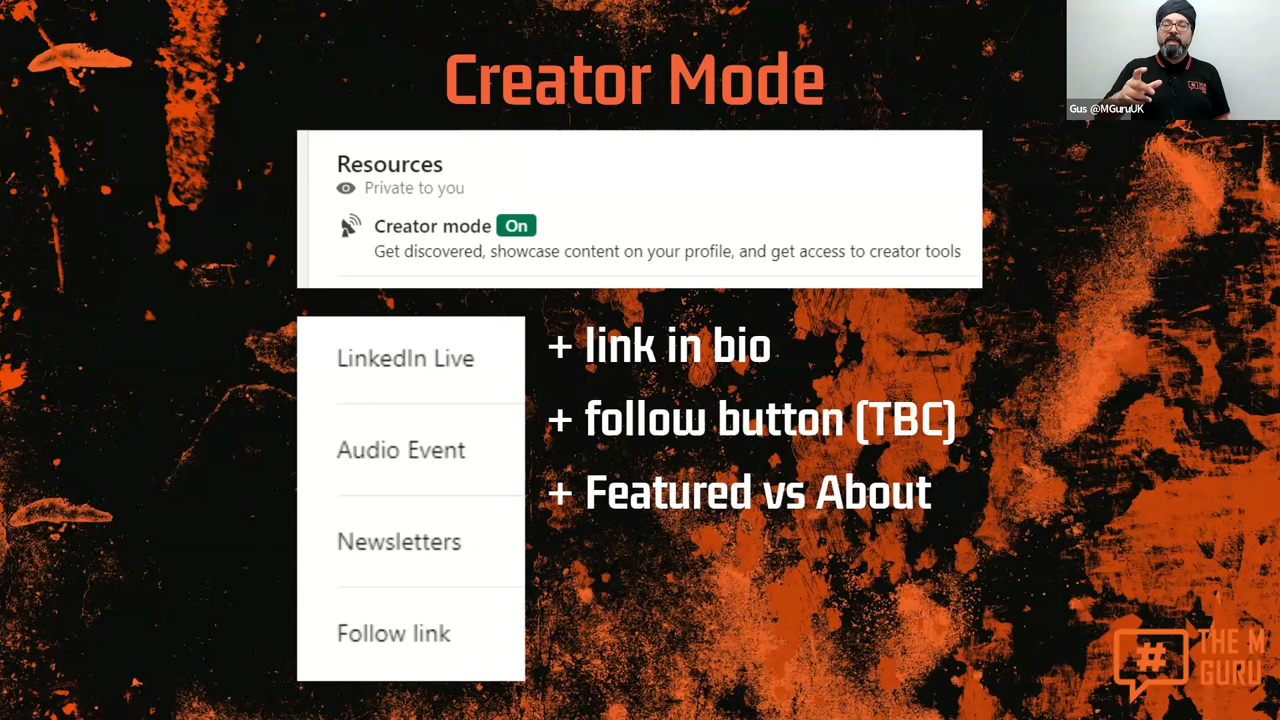 Creator Mode
Gus @MGuruUK
Resources
Private to you
Creator mode On
Get discovered, showcase content on your profile, and get access to creator tools
LinkedIn Live
Audio Event
Newsletters
Follow link
+ link in bio
+ follow button (TBC)
+ Featured vs About
#
THE M
GURU